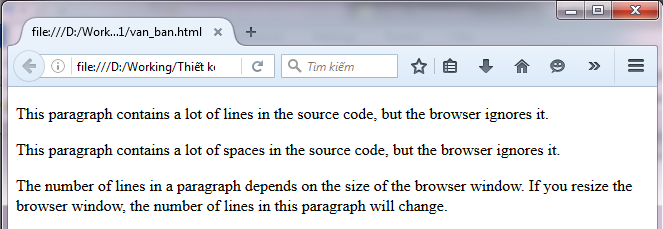 file:///D:/Work...1/van_ban.html
file:///D:/Working/Thiết kế
Tìm kiếm
This paragraph contains a lot of lines in the source code, but the browser ignores it.
This paragraph contains a lot of spaces in the source code, but the browser ignores it.
The number of lines in a paragraph depends on the size of the browser window. If you resize the
browser window, the number of lines in this paragraph will change.